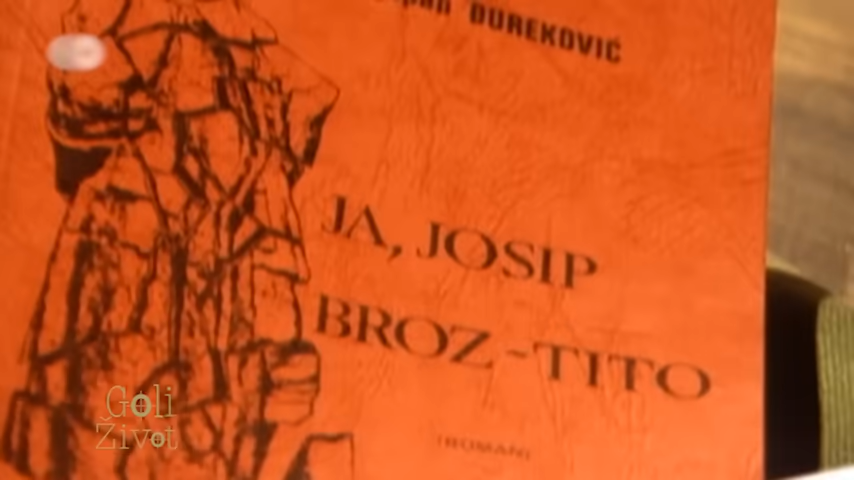 ĐUREKOVIĆ
JA, JOSIP
BROZ-TITO
(ROMAN)
Goli
Život